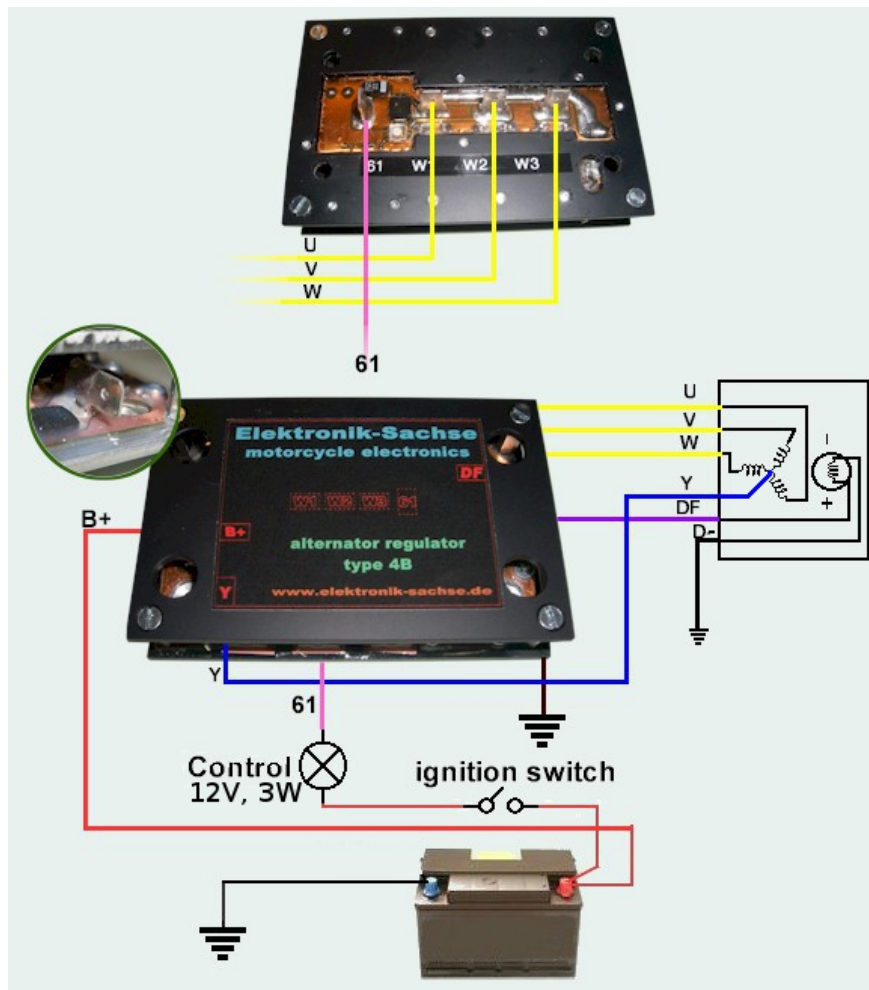 61 W1 W2 W3
U
V
W
61
Elektronik-Sachse
motorcycle electronics
DF
W1 W2 W3 61
B+
alternator regulator
type 4B
Y
www.elektronik-sachse.de
B+
U
V
W
Y
DF
D-
-
+
Y
61
Control
12V, 3W
ignition switch